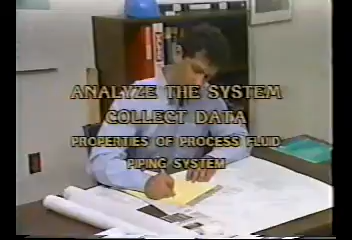 ANALYZE THE SYSTEM
COLLECT DATA
PROPERTIES OF PROCESS FLUID
PIPING SYSTEM